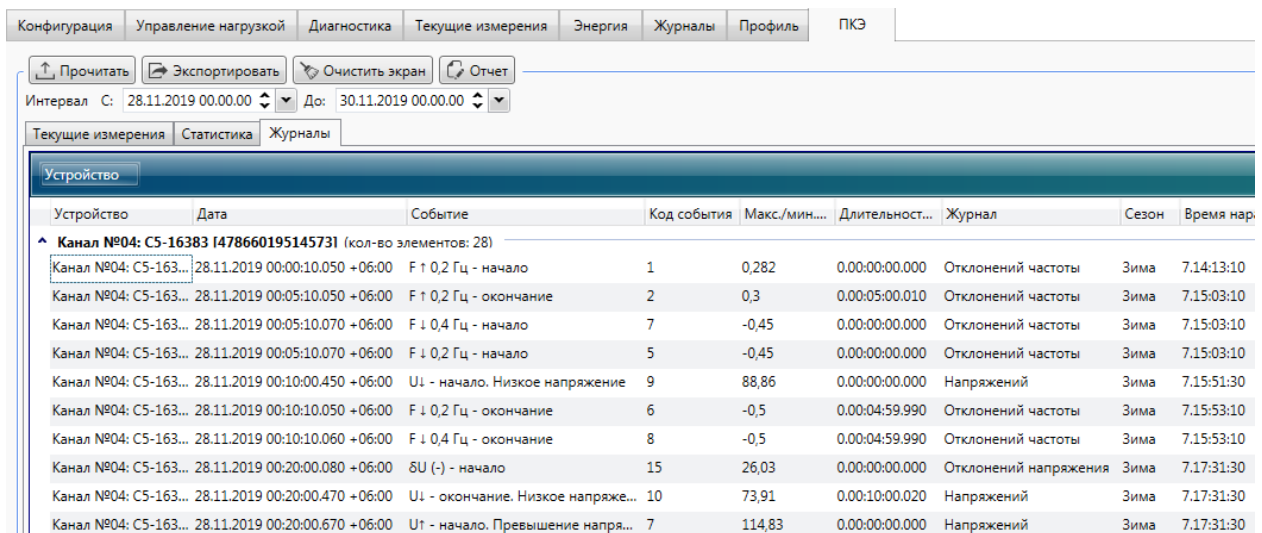 Конфигурация Управление нагрузкой Диагностика Текущие измерения Энергия Журналы Профиль ПКЭ
Прочитать Экспортировать Очистить экран Отчет
Интервал С: 28.11.2019 00.00.00 До: 30.11.2019 00.00.00
Текущие измерения Статистика Журналы
Устройство
Устройство Дата Событие Код события Макс./мин.... Длительност... Журнал Сезон Время нара
Канал №04: C5-16383 [47866019514573] (кол-во элементов: 28)
Канал №04: C5-163... 28.11.2019 00:00:10.050 +06:00 F ↑ 0,2 Гц - начало 1 0,282 0.00:00:00.000 Отклонений частоты Зима 7.14:13:10
Канал №04: C5-163... 28.11.2019 00:05:10.050 +06:00 F ↑ 0,2 Гц - окончание 2 0,3 0.00:05:00.010 Отклонений частоты Зима 7.15:03:10
Канал №04: C5-163... 28.11.2019 00:05:10.070 +06:00 F ↓ 0,4 Гц - начало 7 -0,45 0.00:00:00.000 Отклонений частоты Зима 7.15:03:10
Канал №04: C5-163... 28.11.2019 00:05:10.070 +06:00 F ↓ 0,2 Гц - начало 5 -0,45 0.00:00:00.000 Отклонений частоты Зима 7.15:03:10
Канал №04: C5-163... 28.11.2019 00:10:00.450 +06:00 U↓ - начало. Низкое напряжение 9 88,86 0.00:00:00.000 Напряжений Зима 7.15:51:30
Канал №04: C5-163... 28.11.2019 00:10:10.050 +06:00 F ↓ 0,2 Гц - окончание 6 -0,5 0.00:04:59.990 Отклонений частоты Зима 7.15:53:10
Канал №04: C5-163... 28.11.2019 00:10:10.060 +06:00 F ↓ 0,4 Гц - окончание 8 -0,5 0.00:04:59.990 Отклонений частоты Зима 7.15:53:10
Канал №04: C5-163... 28.11.2019 00:20:00.080 +06:00 δU (-) - начало 15 26,03 0.00:00:00.000 Отклонений напряжения Зима 7.17:31:30
Канал №04: C5-163... 28.11.2019 00:20:00.470 +06:00 U↓ - окончание. Низкое напряже... 10 73,91 0.00:10:00.020 Напряжений Зима 7.17:31:30
Канал №04: C5-163... 28.11.2019 00:20:00.670 +06:00 U↑ - начало. Превышение напря... 7 114,83 0.00:00:00.000 Напряжений Зима 7.17:31:30